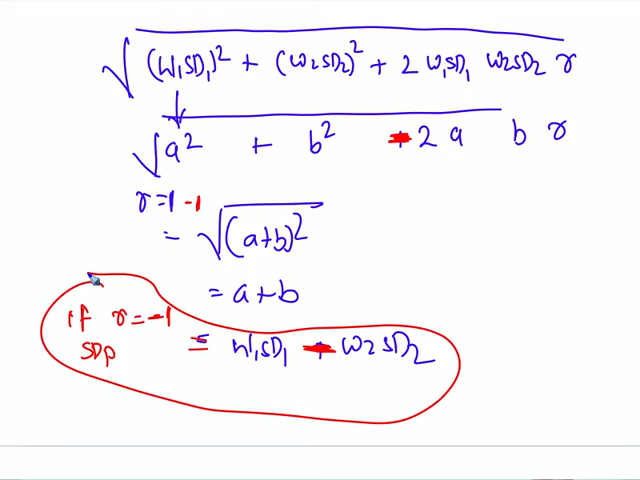 √(W₁SD₁)² + (W₂SD₂)² + 2 W₁SD₁ W₂SD₂ r
√a² + b² - 2 a b r
r = 1 -1
= √(a+b)²
= a+b
if r = -1
SDp = W₁SD₁ - W₂SD₂